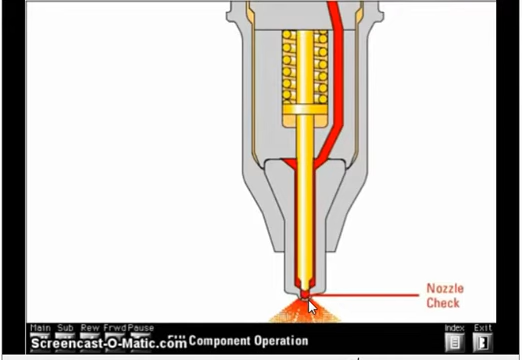 Nozzle
Check
Main Sub Rew Frwd Pause
Index Exit
Component Operation
Screencast-O-Matic.com